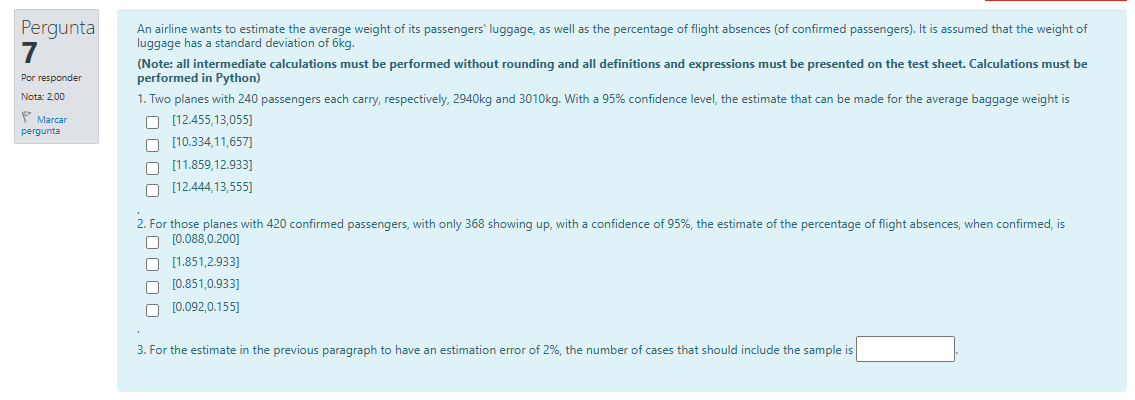 Pergunta
7
Por responder
Nota: 2,00
Marcar
pergunta
An airline wants to estimate the average weight of its passengers' luggage, as well as the percentage of flight absences (of confirmed passengers). It is assumed that the weight of
luggage has a standard deviation of 6kg.
(Note: all intermediate calculations must be performed without rounding and all definitions and expressions must be presented on the test sheet. Calculations must be
performed in Python)
1. Two planes with 240 passengers each carry, respectively, 2940kg and 3010kg. With a 95% confidence level, the estimate that can be made for the average baggage weight is
[12.455,13,055]
[10.334,11,657]
[11.859,12.933]
[12.444,13,555]
.
2. For those planes with 420 confirmed passengers, with only 368 showing up, with a confidence of 95%, the estimate of the percentage of flight absences, when confirmed, is
[0.088,0.200]
[1.851,2.933]
[0.851,0.933]
[0.092,0.155]
.
3. For the estimate in the previous paragraph to have an estimation error of 2%, the number of cases that should include the sample is .